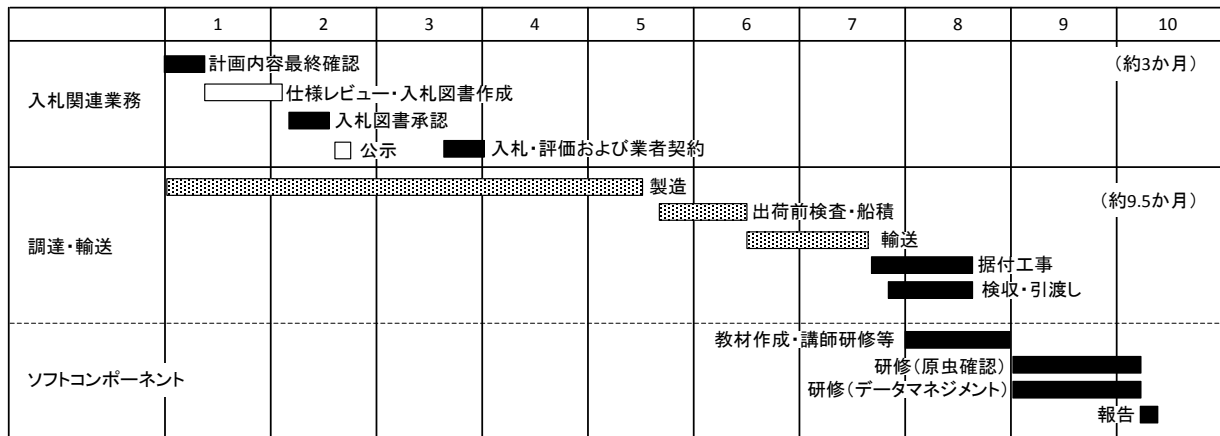 1 2 3 4 5 6 7 8 9 10
入札関連業務
計画内容最終確認
(約3か月)
仕様レビュー・入札図書作成
入札図書承認
公示
入札・評価および業者契約
調達・輸送
製造
(約9.5か月)
出荷前検査・船積
輸送
据付工事
検収・引渡し
ソフトコンポーネント
教材作成・講師研修等
研修(原虫確認)
研修(データマネジメント)
報告